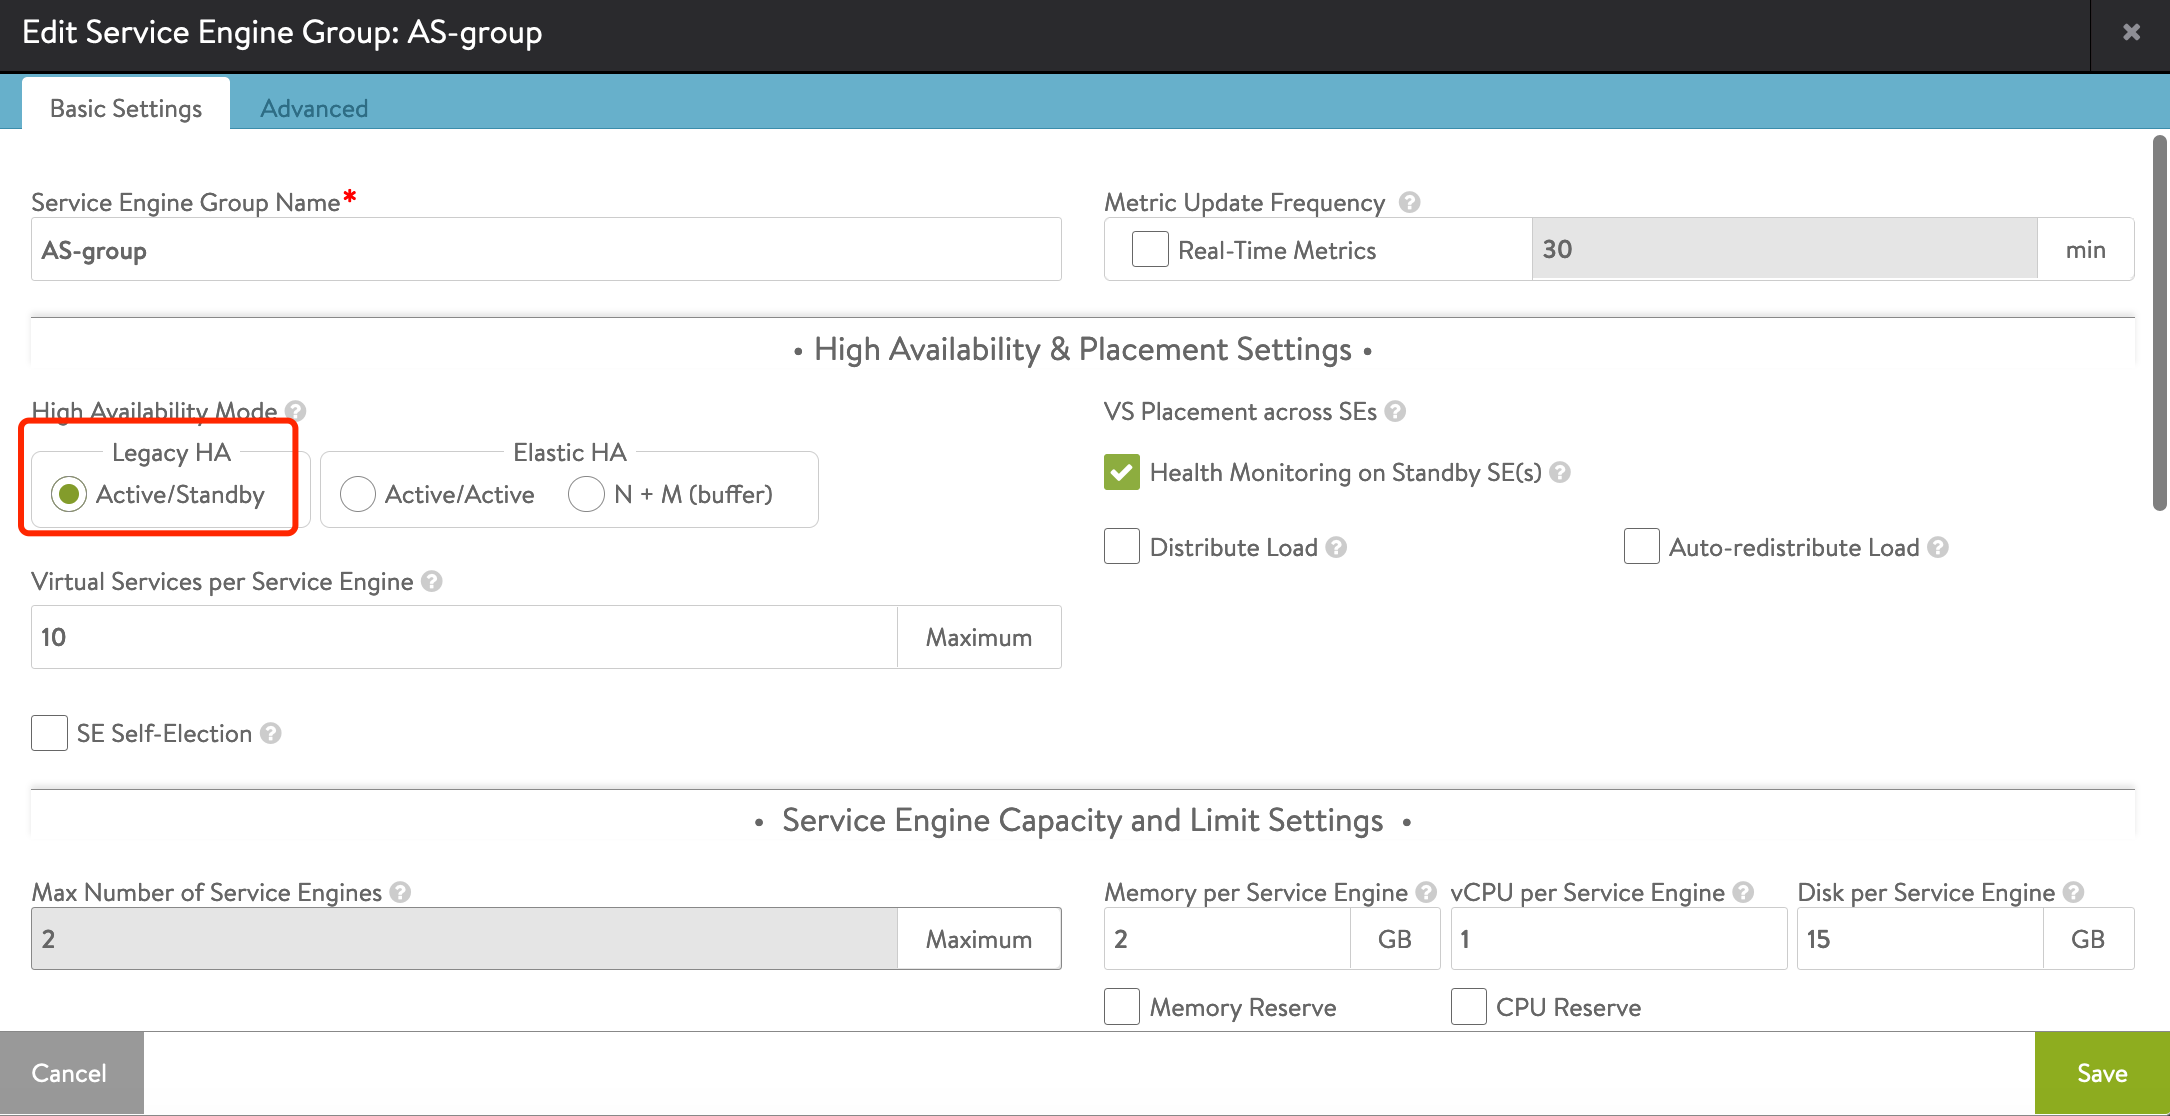 Edit Service Engine Group: AS-group
Basic Settings
Advanced
Service Engine Group Name*
AS-group
Metric Update Frequency ?
Real-Time Metrics
30
min
• High Availability & Placement Settings •
High Availability Mode ?
Legacy HA
Active/Standby
Elastic HA
Active/Active
N + M (buffer)
VS Placement across SEs ?
Health Monitoring on Standby SE(s) ?
Distribute Load ?
Auto-redistribute Load ?
Virtual Services per Service Engine ?
10
Maximum
SE Self-Election ?
• Service Engine Capacity and Limit Settings •
Max Number of Service Engines ?
2
Maximum
Memory per Service Engine ?
2
GB
vCPU per Service Engine ?
1
Disk per Service Engine ?
15
GB
Memory Reserve
CPU Reserve
Cancel
Save